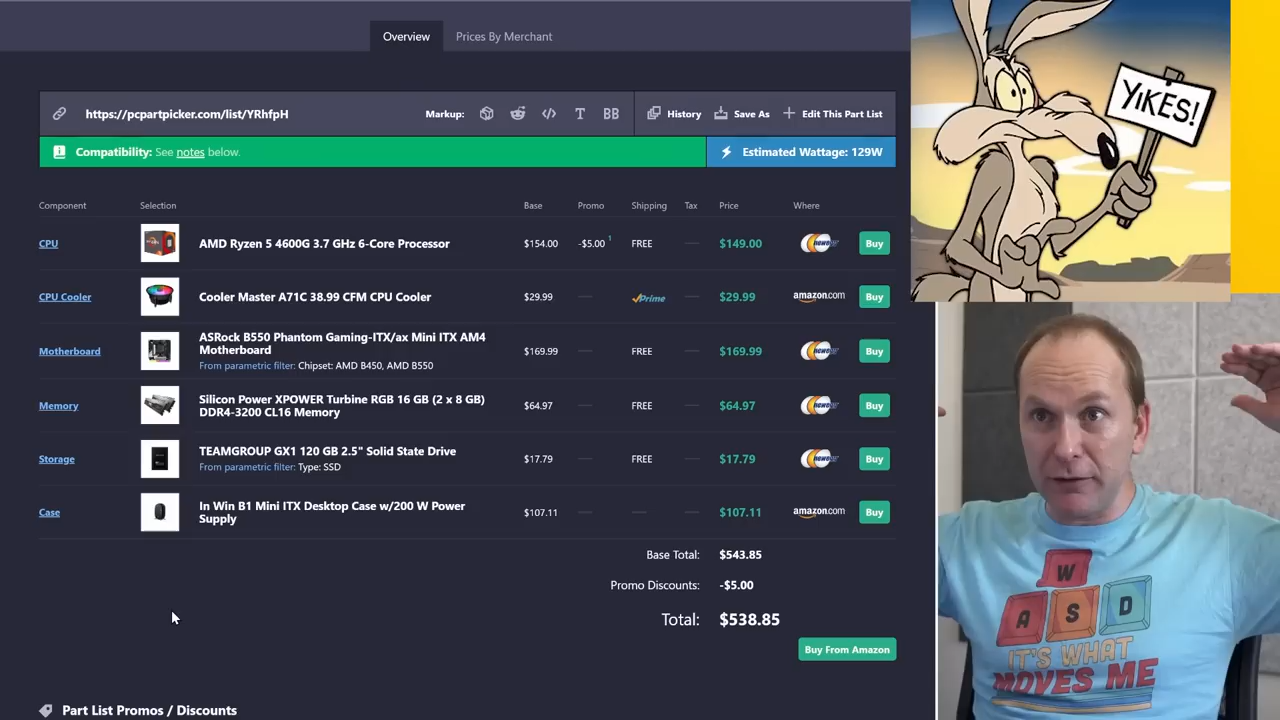 Overview
Prices By Merchant
YIKES!
https://pcpartpicker.com/list/YRhfpH
Markup:
T
BB
History
Save As
Edit This Part List
Compatibility: See notes below.
Estimated Wattage: 129W
Component
Selection
Base
Promo
Shipping
Tax
Price
Where
CPU
AMD Ryzen 5 4600G 3.7 GHz 6-Core Processor
$154.00
-$5.00 1
FREE
$149.00
newegg
Buy
CPU Cooler
Cooler Master A71C 38.99 CFM CPU Cooler
$29.99
Prime
$29.99
amazon.com
Buy
Motherboard
ASRock B550 Phantom Gaming-ITX/ax Mini ITX AM4
Motherboard
From parametric filter: Chipset: AMD B450, AMD B550
$169.99
FREE
$169.99
newegg
Buy
Memory
Silicon Power XPOWER Turbine RGB 16 GB (2 x 8 GB)
DDR4-3200 CL16 Memory
$64.97
FREE
$64.97
newegg
Buy
Storage
TEAMGROUP GX1 120 GB 2.5" Solid State Drive
From parametric filter: Type: SSD
$17.79
FREE
$17.79
newegg
Buy
Case
In Win B1 Mini ITX Desktop Case w/200 W Power
Supply
$107.11
$107.11
amazon.com
Buy
Base Total:
$543.85
Promo Discounts:
-$5.00
Total:
$538.85
Buy From Amazon
Part List Promos / Discounts
W
A S D
IT'S WHAT
MOVES ME